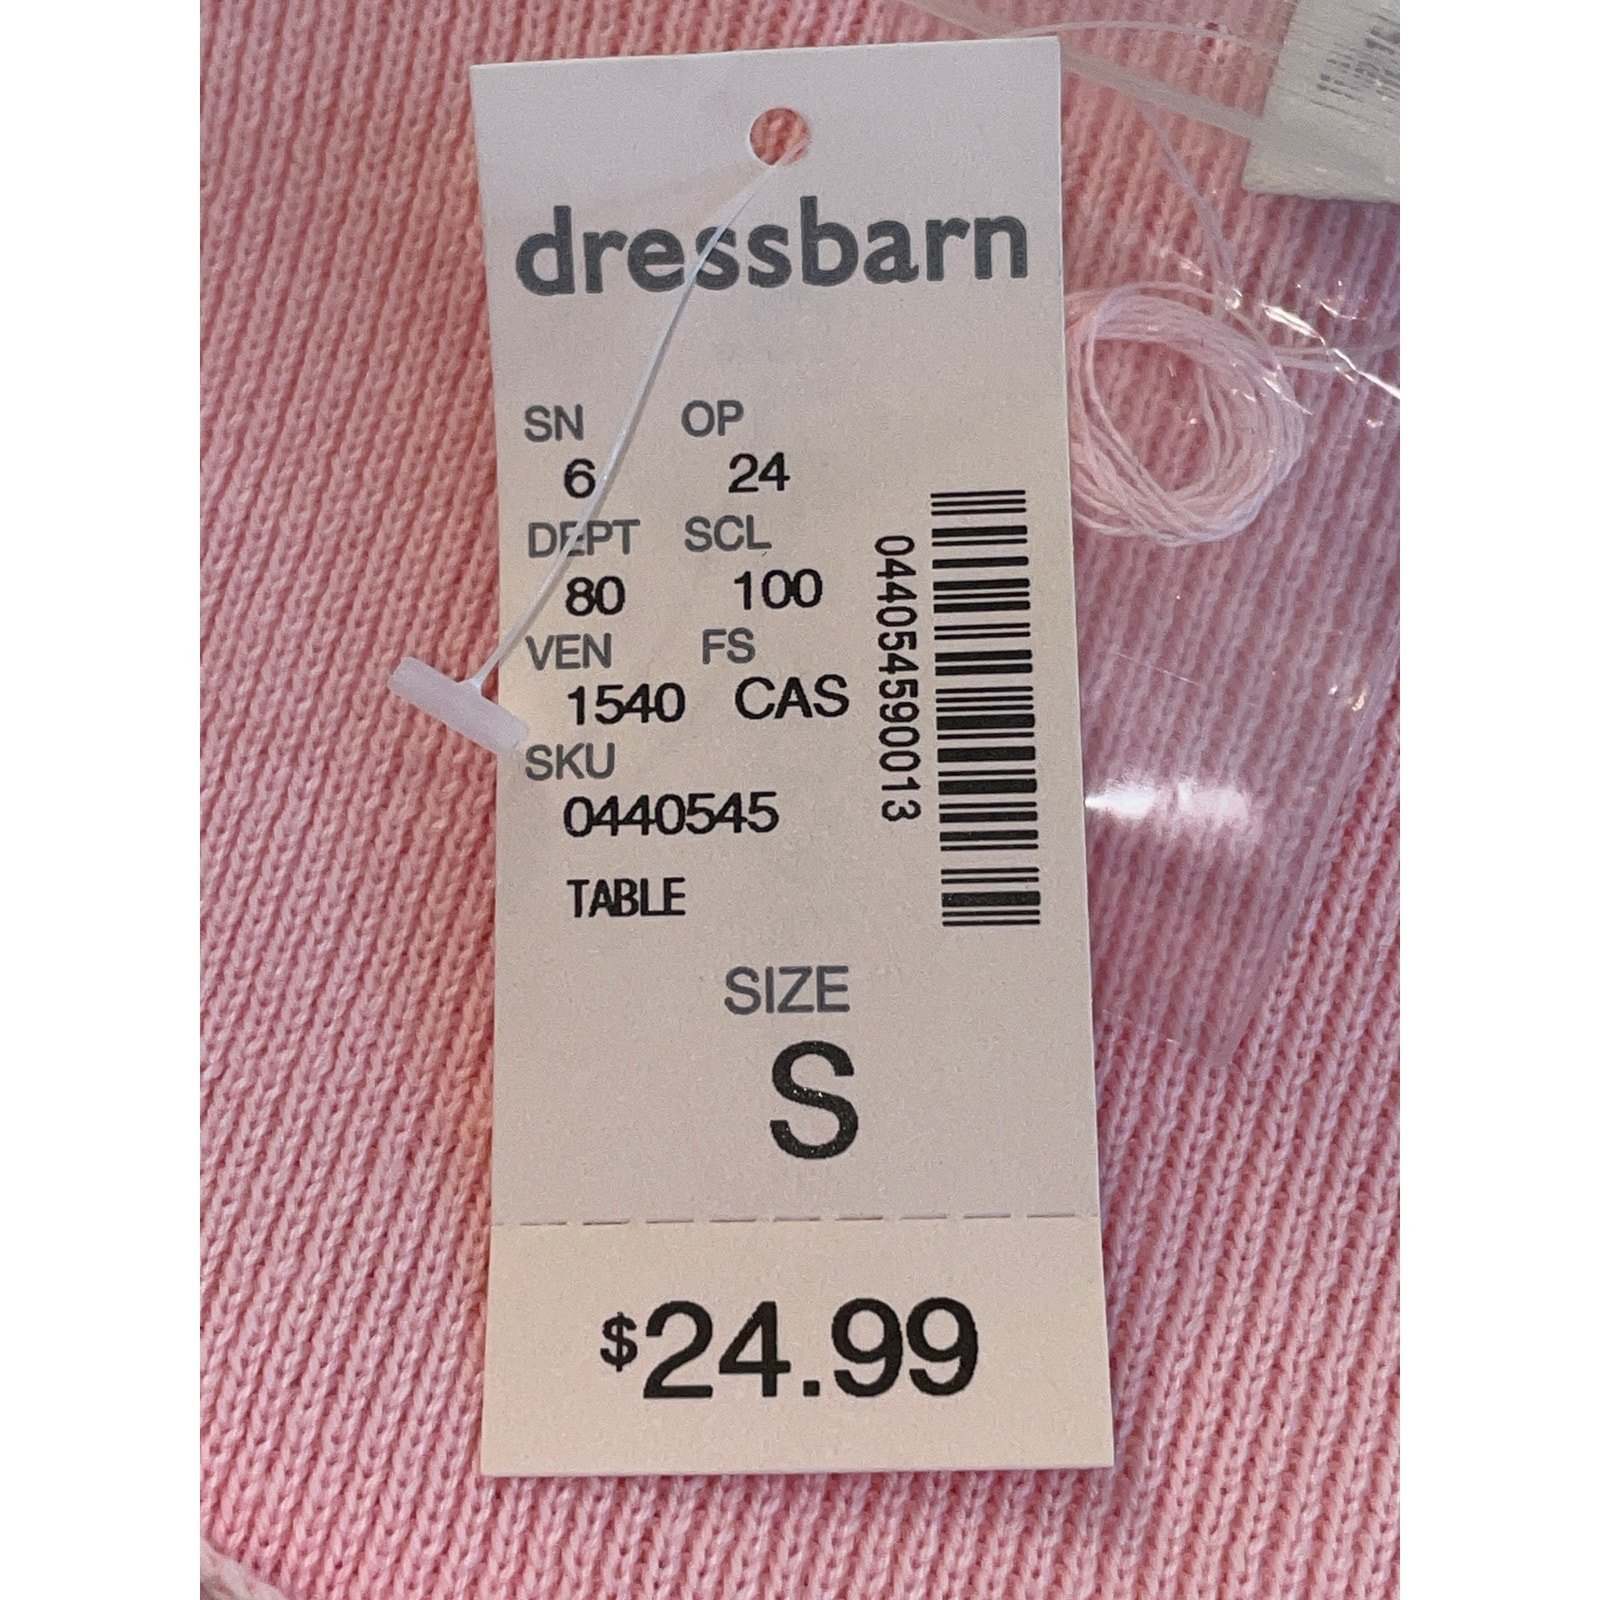 dressbarn
SN OP
6 24
DEPT SCL
80 100
VEN FS
1540 CAS
SKU
0440545
TABLE
044054590013
SIZE
S
$24.99